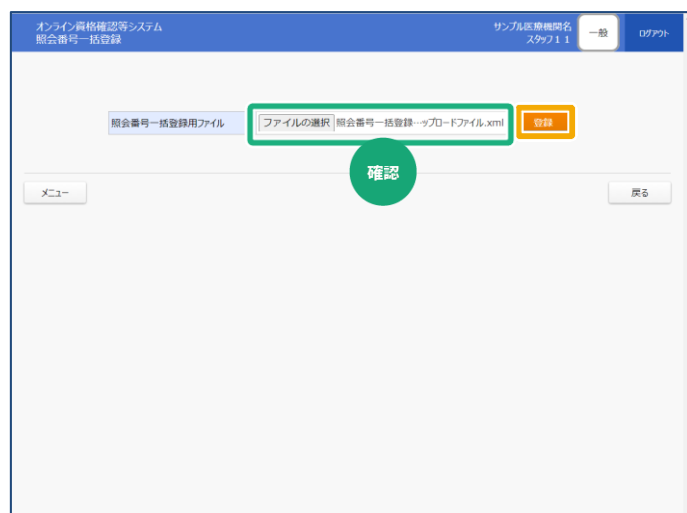 オンライン資格確認等システム
照会番号一括登録
サンプル医療機関名
スタッフ11
一般
ログアウト
照会番号一括登録用ファイル
ファイルの選択 照会番号一括登録…ップロードファイル.xml
登録
確認
メニュー
戻る